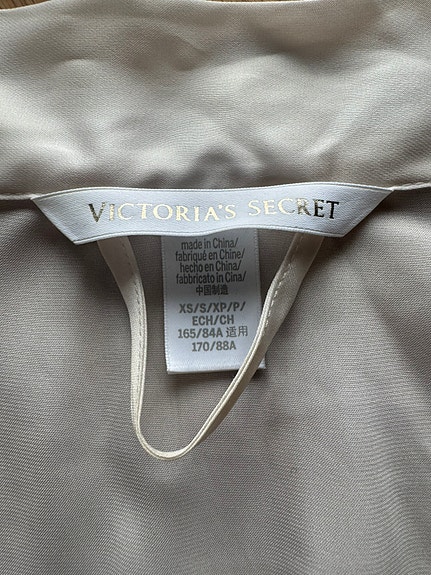 VICTORIA'S SECRET
made in China/
fabriqué en Chine/
hecho en China/
fabbricato in Cina/
中国制造
XS/S/XP/P/
ECH/CH
165/84A 适用
170/88A